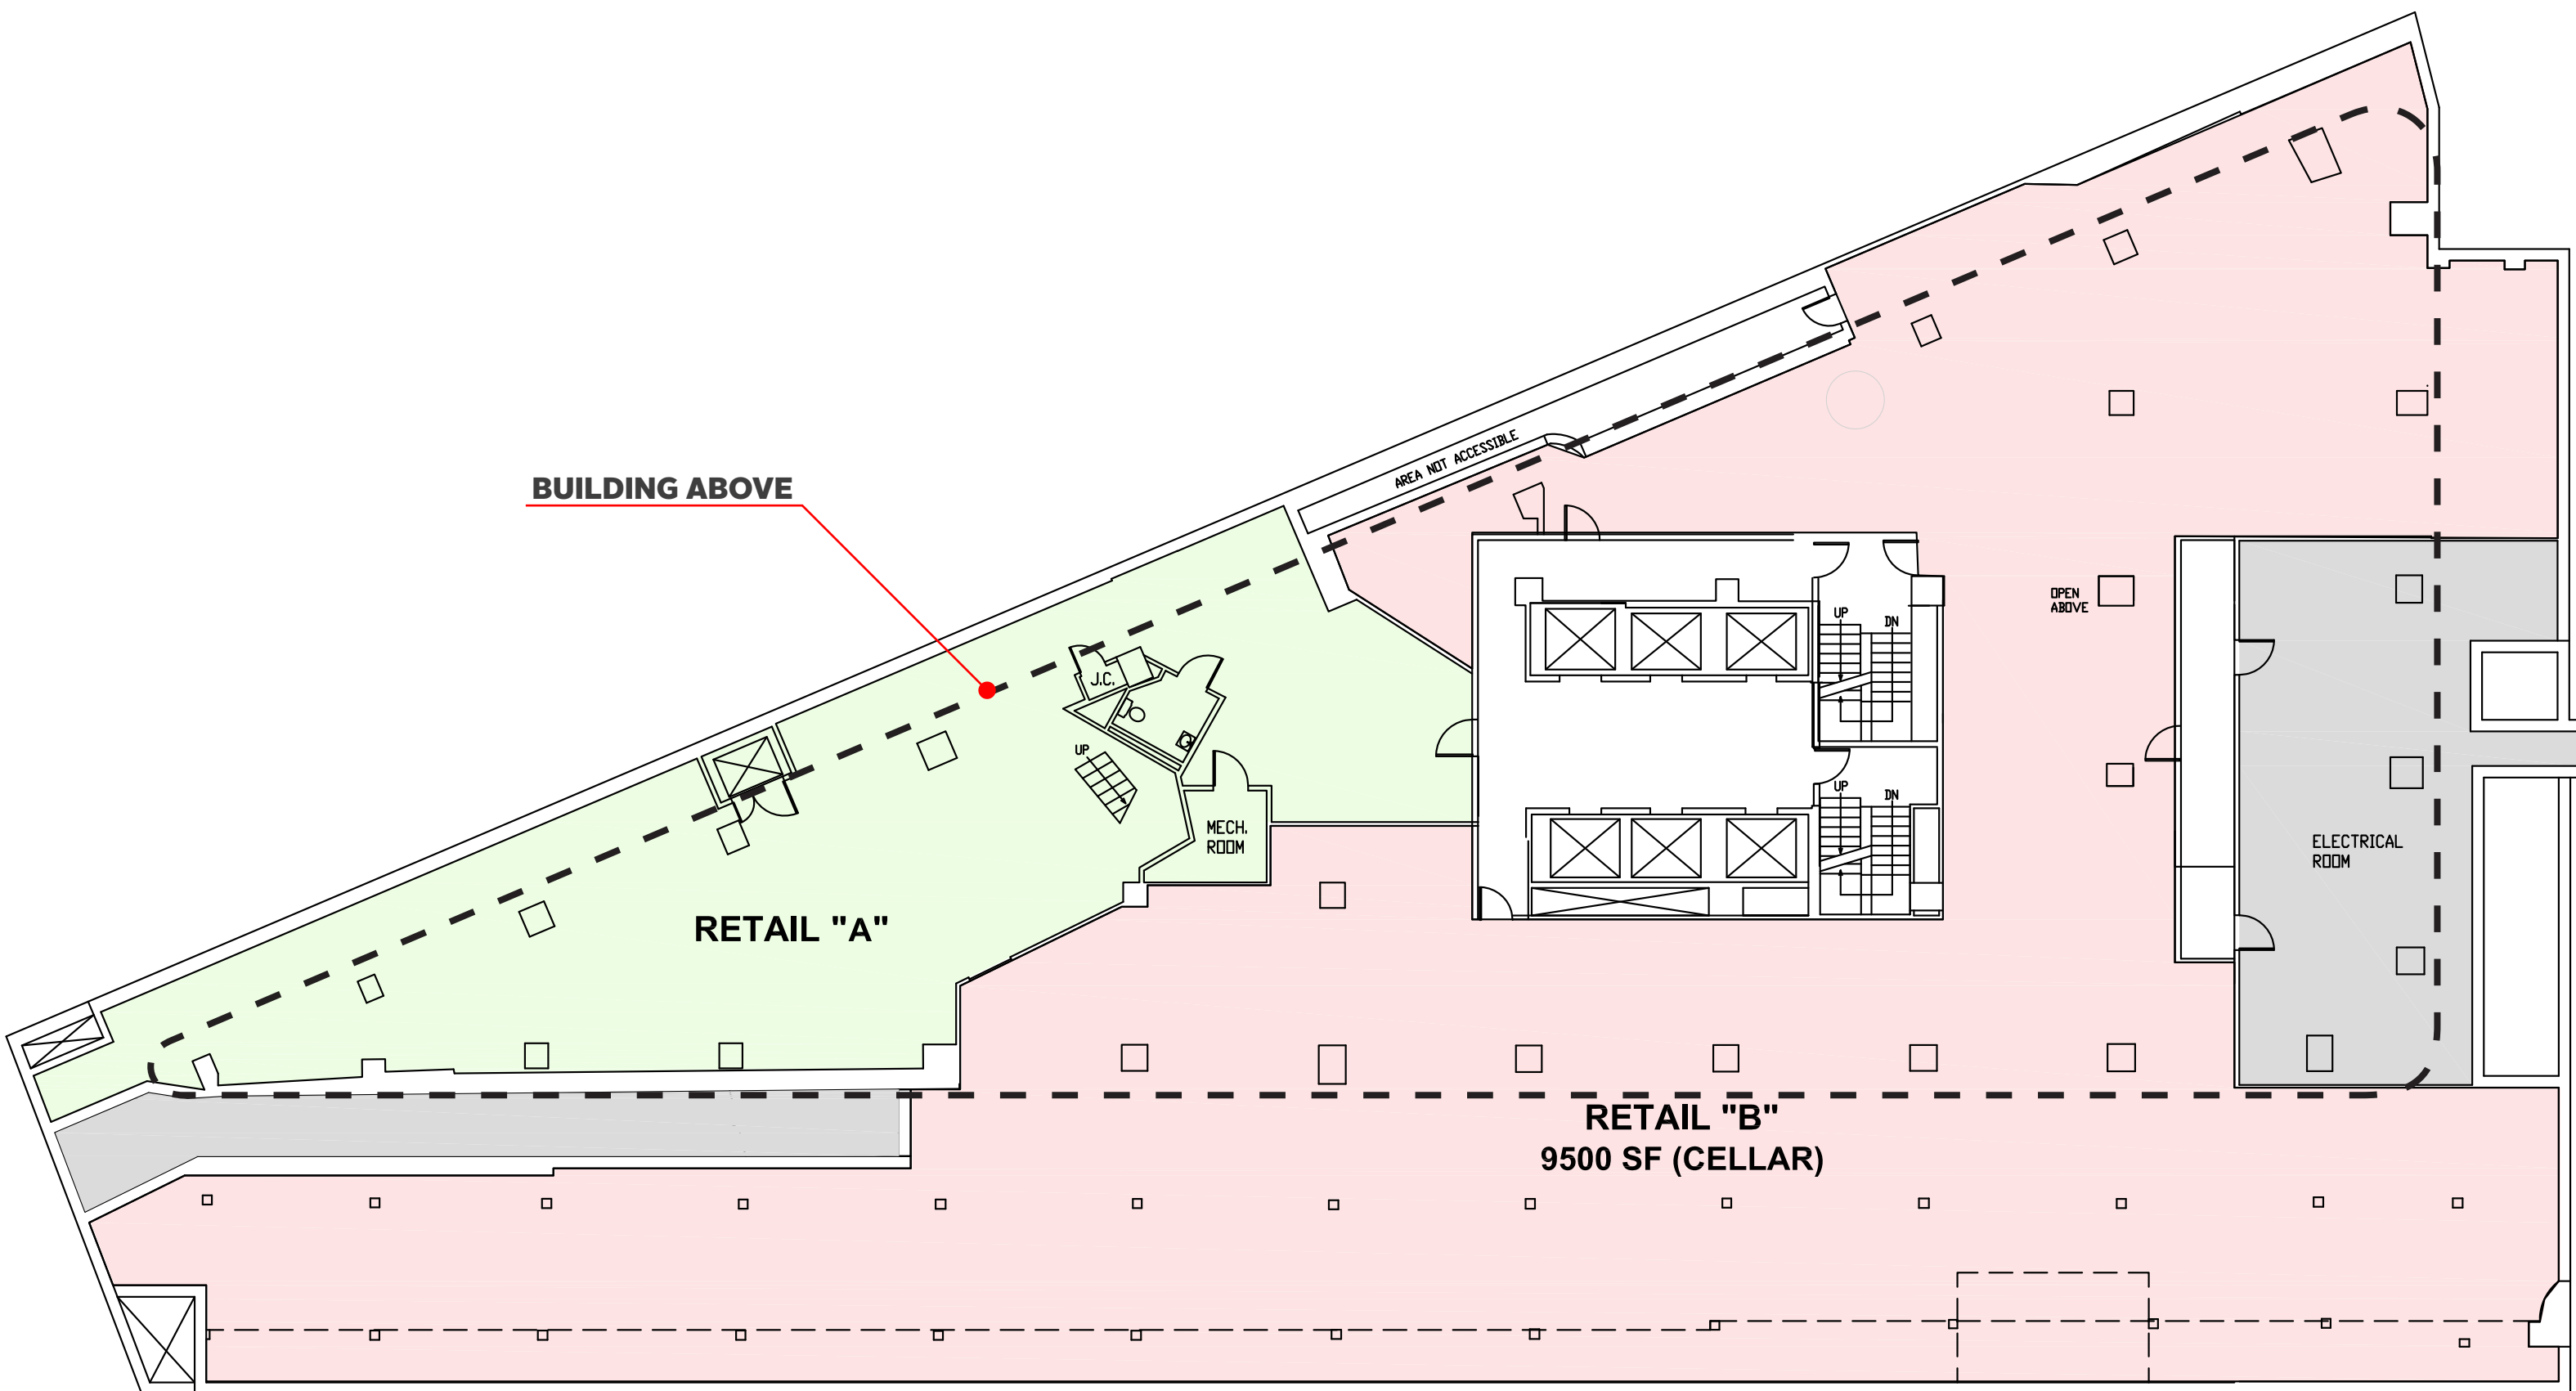 AREA NOT ACCESSIBLE
BUILDING ABOVE
OPEN
ABOVE
UP
DN
J.C.
UP
UP
DN
MECH.
ROOM
ELECTRICAL
ROOM
RETAIL "A"
RETAIL "B"
9500 SF (CELLAR)